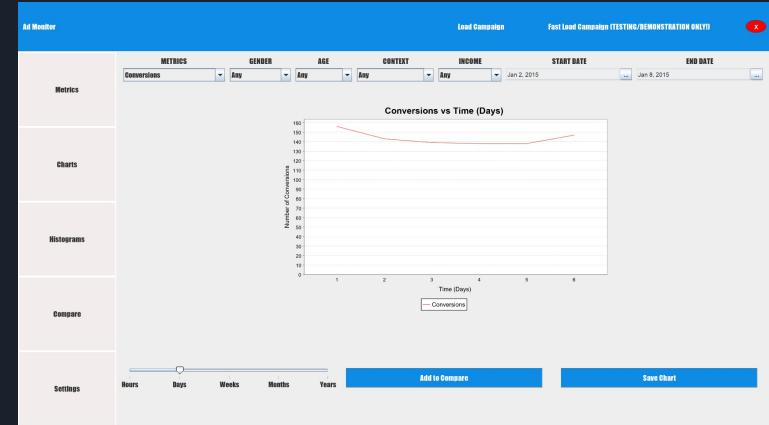 Ad Monitor
Load Campaign
Fast Load Campaign (TESTING/DEMONSTRATION ONLY!)
X
Metrics
Charts
Histograms
Compare
Settings
METRICS GENDER AGE CONTEXT INCOME START DATE END DATE
Conversions Any Any Any Any Jan 2, 2015 ... Jan 8, 2015 ...
Conversions vs Time (Days)
Number of Conversions
160
150
140
130
120
110
100
90
80
70
60
50
40
30
20
10
0
1 2 3 4 5 6
Time (Days)
Conversions
Hours Days Weeks Months Years
Add to Compare
Save Chart